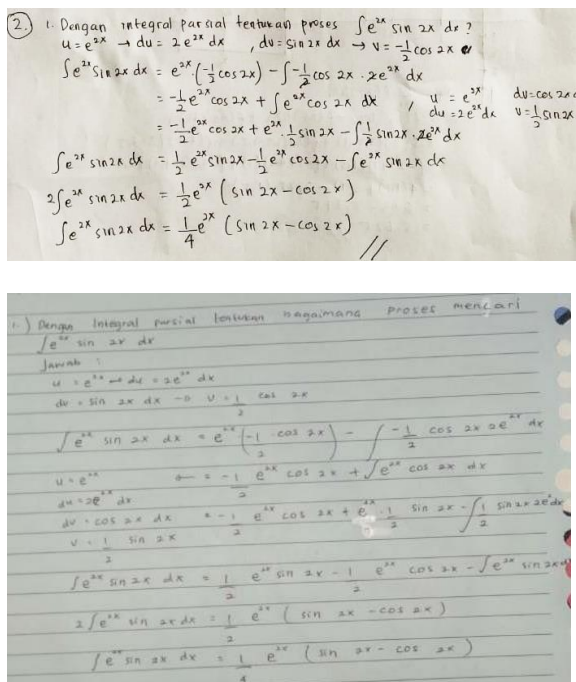 2. 1. Dengan integral parsial tentukan proses ∫e^2x sin 2x dx ?
u = e^2x → du = 2e^2x dx , dv = sin 2x dx → v = -1/2 cos 2x
∫e^2x sin 2x dx = e^2x (-1/2 cos 2x) - ∫-1/2 cos 2x . 2e^2x dx
= -1/2 e^2x cos 2x + ∫e^2x cos 2x dx , u = e^2x dv = cos 2x
du = 2e^2x dx v = 1/2 sin 2x
= -1/2 e^2x cos 2x + e^2x . 1/2 sin 2x - ∫1/2 sin 2x . 2e^2x dx
∫e^2x sin 2x dx = 1/2 e^2x sin 2x - 1/2 e^2x cos 2x - ∫e^2x sin 2x dx
2∫e^2x sin 2x dx = 1/2 e^2x (sin 2x - cos 2x)
∫e^2x sin 2x dx = 1/4 e^2x (sin 2x - cos 2x) //
1.) Dengan Integral parsial tentukan bagaimana proses mencari
∫e^2x sin 2x dx
Jawab :
u = e^2x → du = 2e^2x dx
dv = sin 2x dx → v = 1/2 cos 2x
∫e^2x sin 2x dx = e^2x (-1/2 cos 2x) - ∫-1/2 cos 2x 2e^2x dx
u = e^2x = -1/2 e^2x cos 2x + ∫e^2x cos 2x dx
du = 2e^2x dx
dv = cos 2x dx = -1/2 e^2x cos 2x + e^2x . 1/2 sin 2x - ∫1/2 sin 2x 2e^2x dx
v = 1/2 sin 2x
∫e^2x sin 2x dx = 1/2 e^2x sin 2x - 1/2 e^2x cos 2x - ∫e^2x sin 2x d
2∫e^2x sin 2x dx = 1/2 e^2x (sin 2x - cos 2x)
∫e^2x sin 2x dx = 1/4 e^2x (sin 2x - cos 2x)